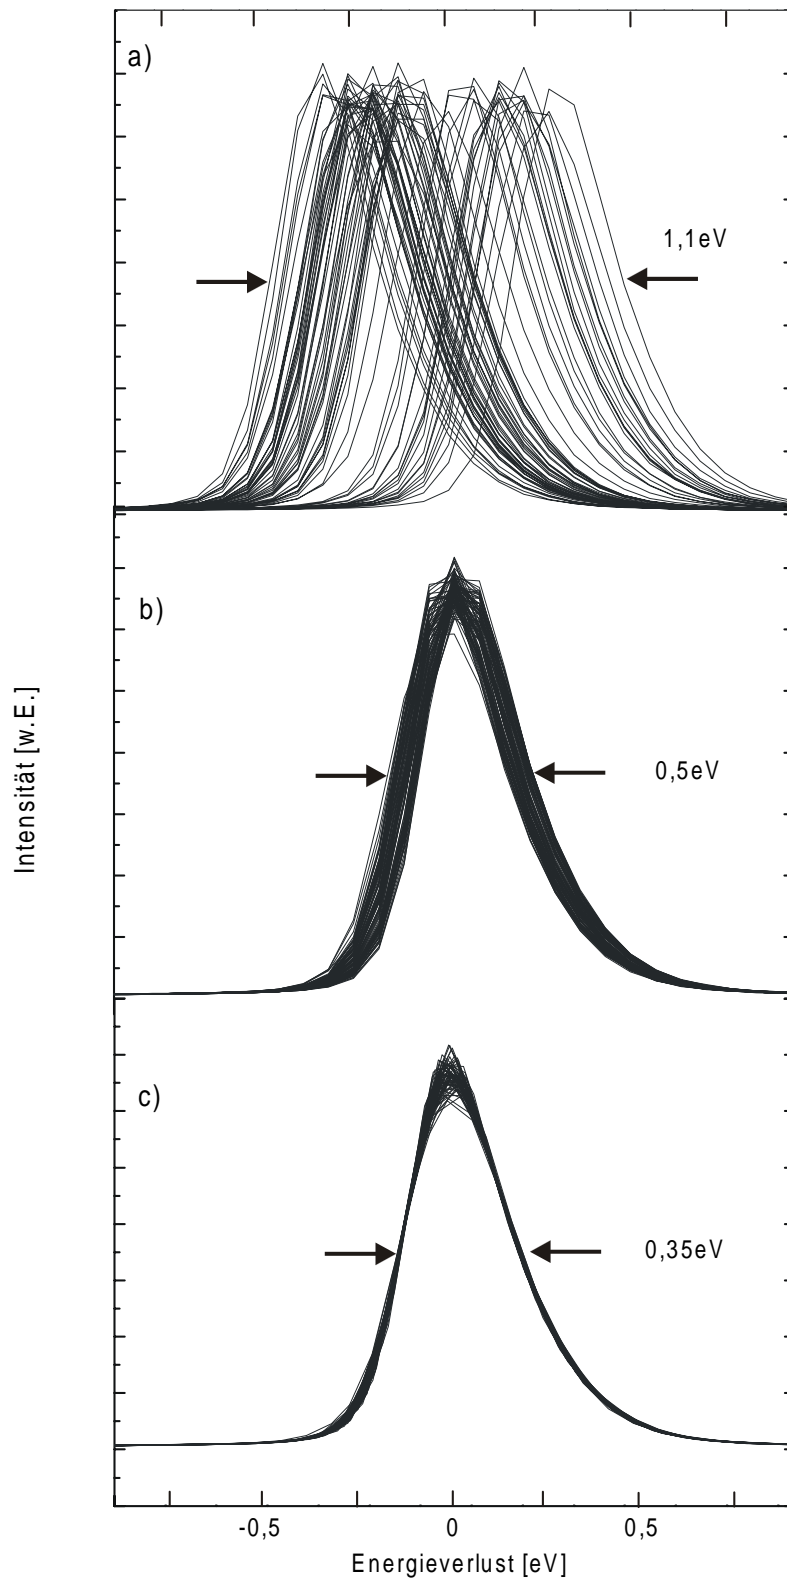 a)
1,1eV
b)
Intensität [w.E.]
0,5eV
c)
0,35eV
-0,5 0 0,5
Energieverlust [eV]